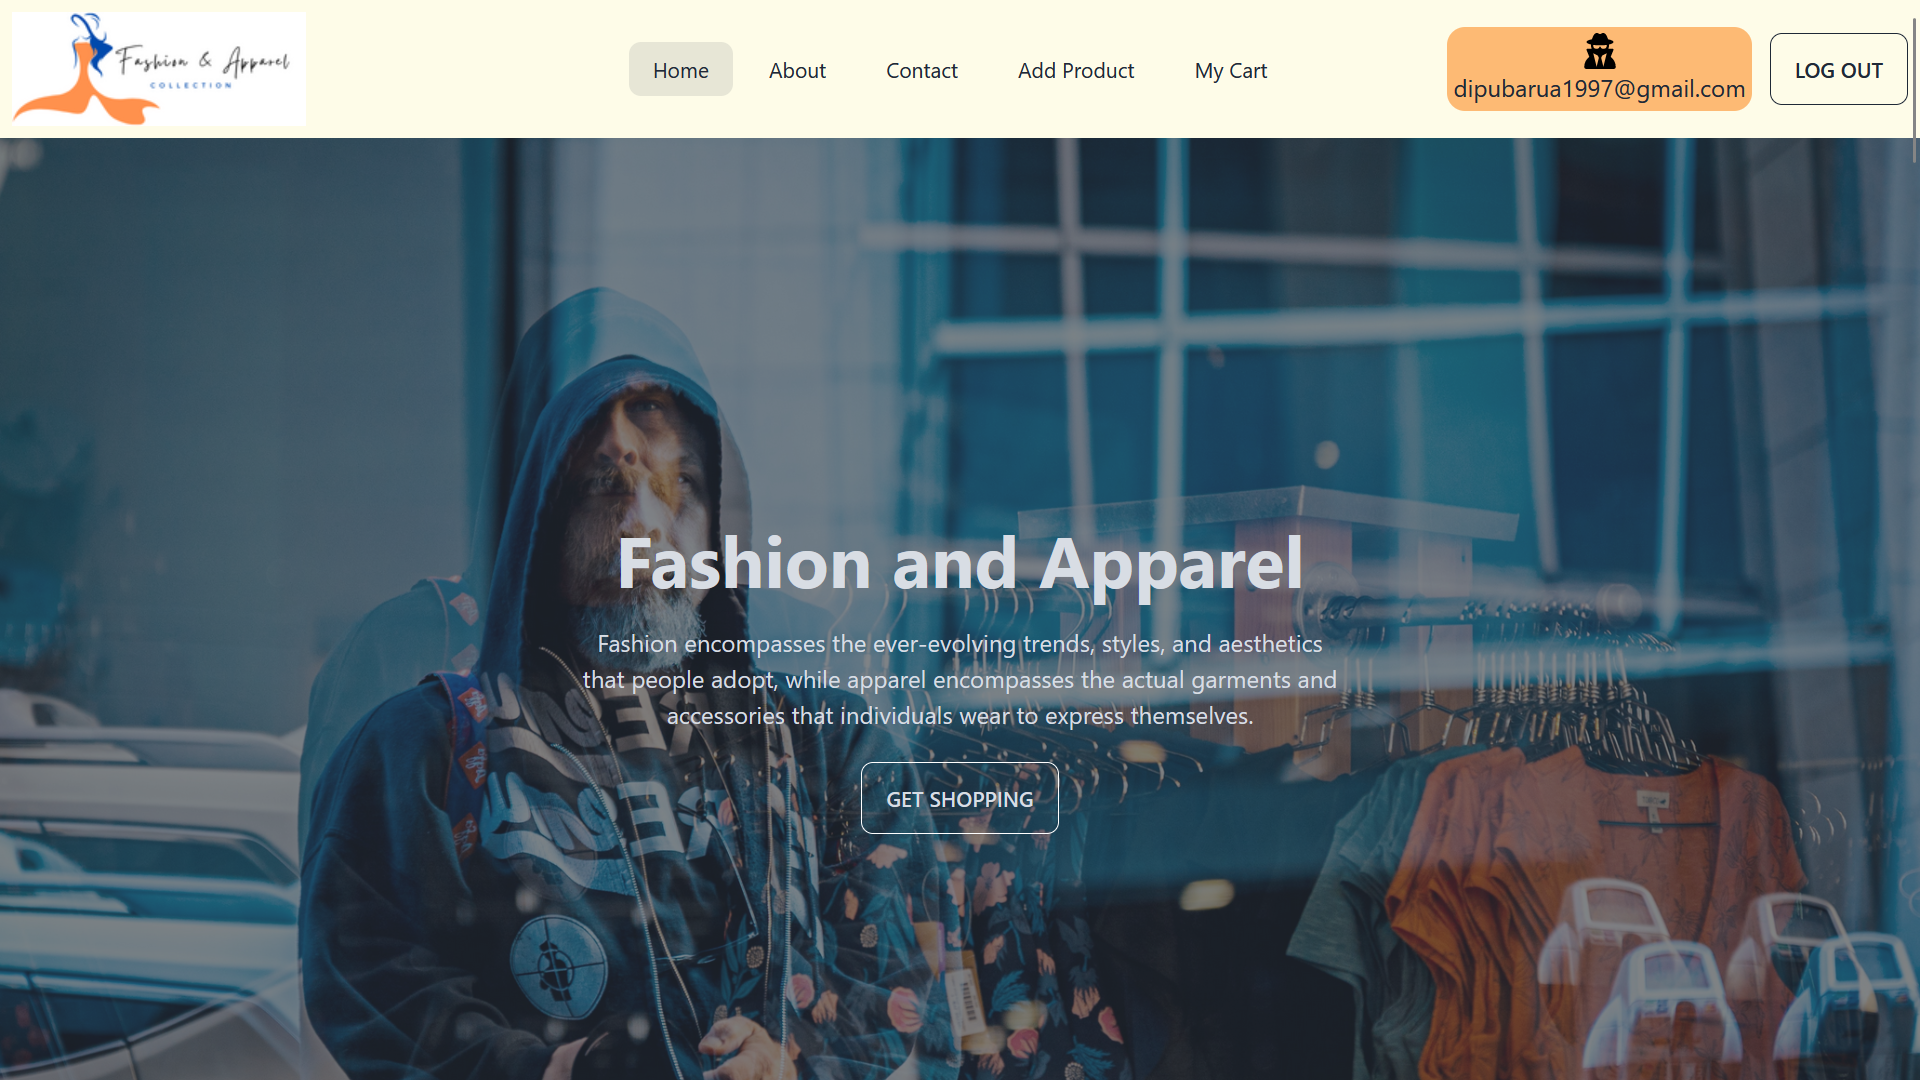 Fashion & Apparel
COLLECTION
Home
About
Contact
Add Product
My Cart
dipubarua1997@gmail.com
LOG OUT
Fashion and Apparel
Fashion encompasses the ever-evolving trends, styles, and aesthetics
that people adopt, while apparel encompasses the actual garments and
accessories that individuals wear to express themselves.
GET SHOPPING